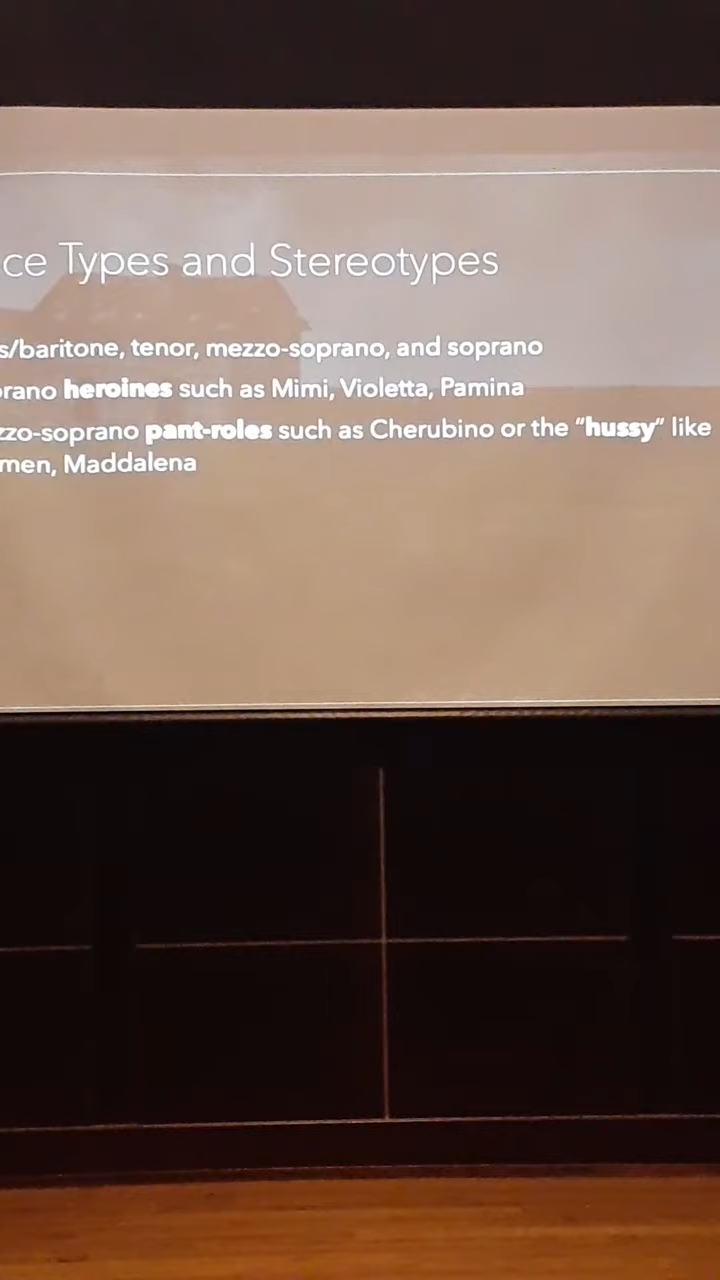 ce Types and Stereotypes
s/baritone, tenor, mezzo-soprano, and soprano
orano heroines such as Mimi, Violetta, Pamina
zzo-soprano pant-roles such as Cherubino or the “hussy” like
men, Maddalena